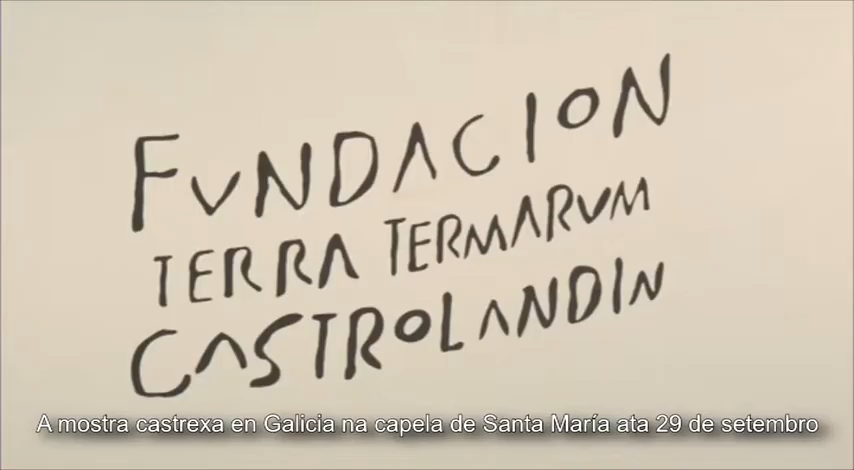 FVNDACION
TERRA TERMARVM
CASTROLANDIN
A mostra castrexa en Galicia na capela de Santa María ata 29 de setembro